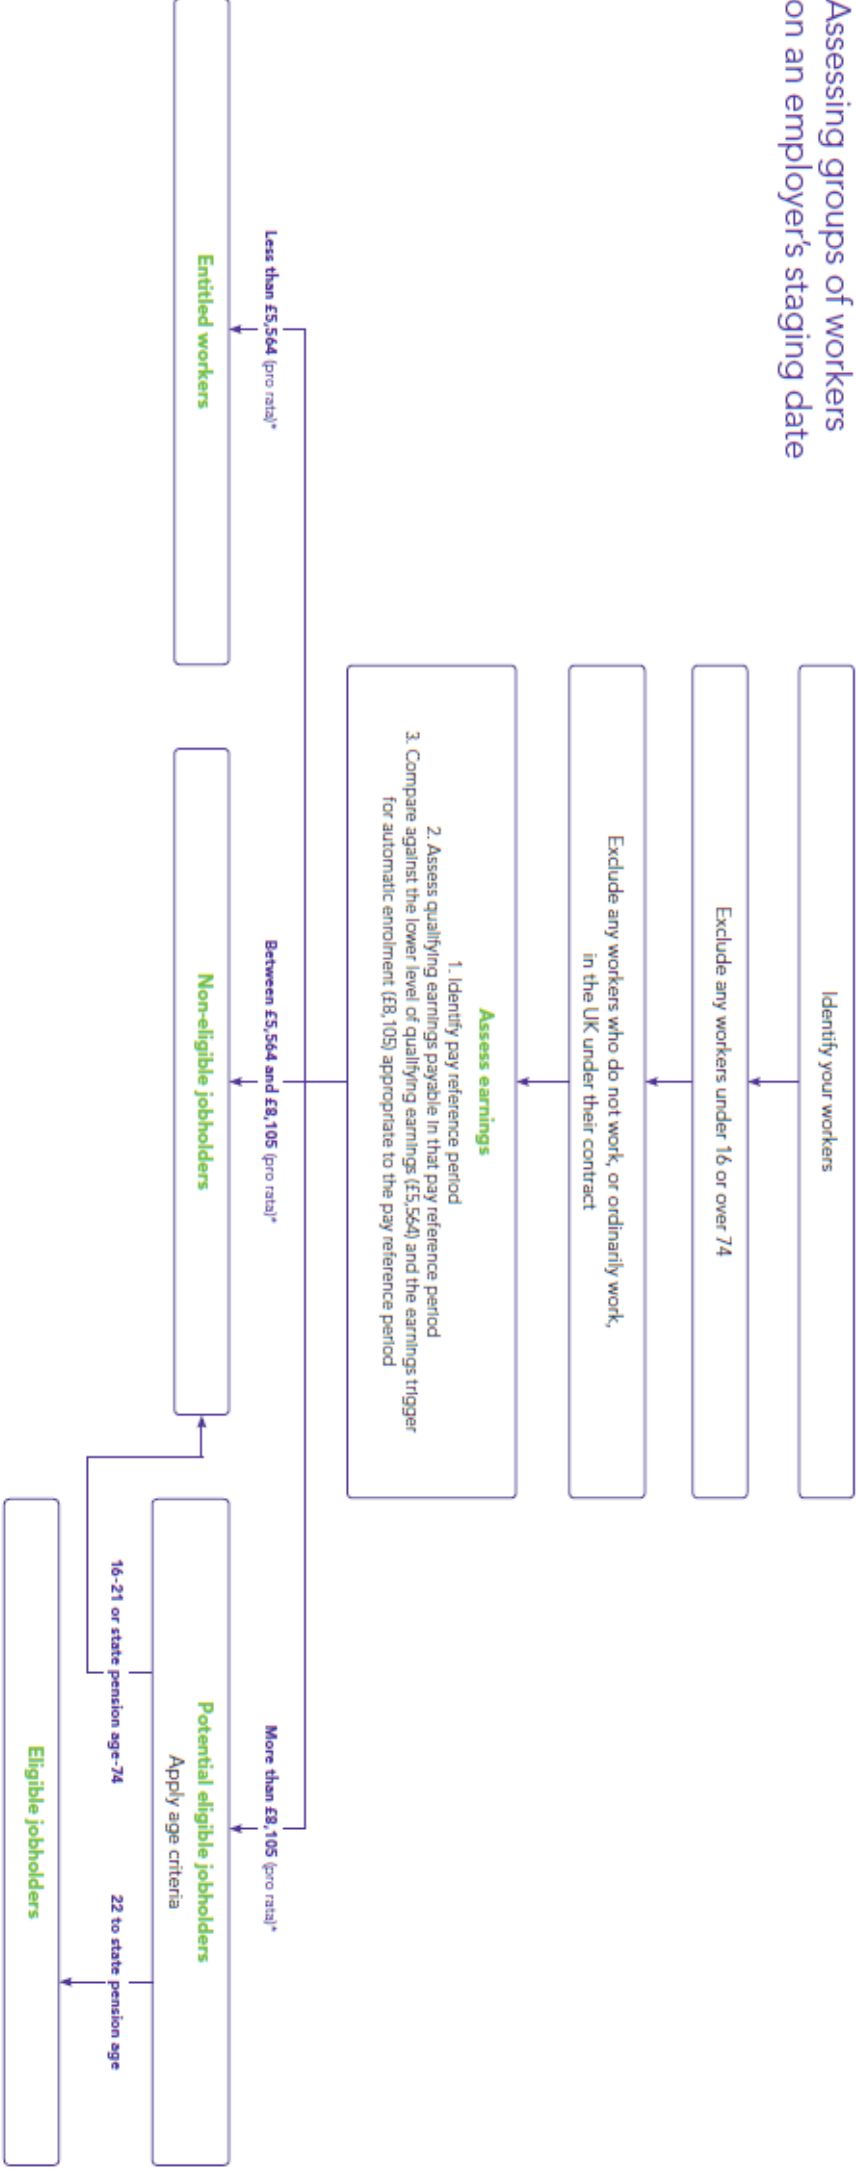 Assessing groups of workers
on an employer's staging date
Identify your workers
Exclude any workers under 16 or over 74
Exclude any workers who do not work, or ordinarily work,
in the UK under their contract
Assess earnings
1. Identify pay reference period
2. Assess qualifying earnings payable in that pay reference period
3. Compare against the lower level of qualifying earnings (£5,564) and the earnings trigger
for automatic enrolment (£8,105) appropriate to the pay reference period
Less than £5,564 (pro rata)*
Between £5,564 and £8,105 (pro rata)*
More than £8,105 (pro rata)*
Entitled workers
Non-eligible jobholders
Potential eligible jobholders
Apply age criteria
16-21 or state pension age-74
22 to state pension age
Eligible jobholders